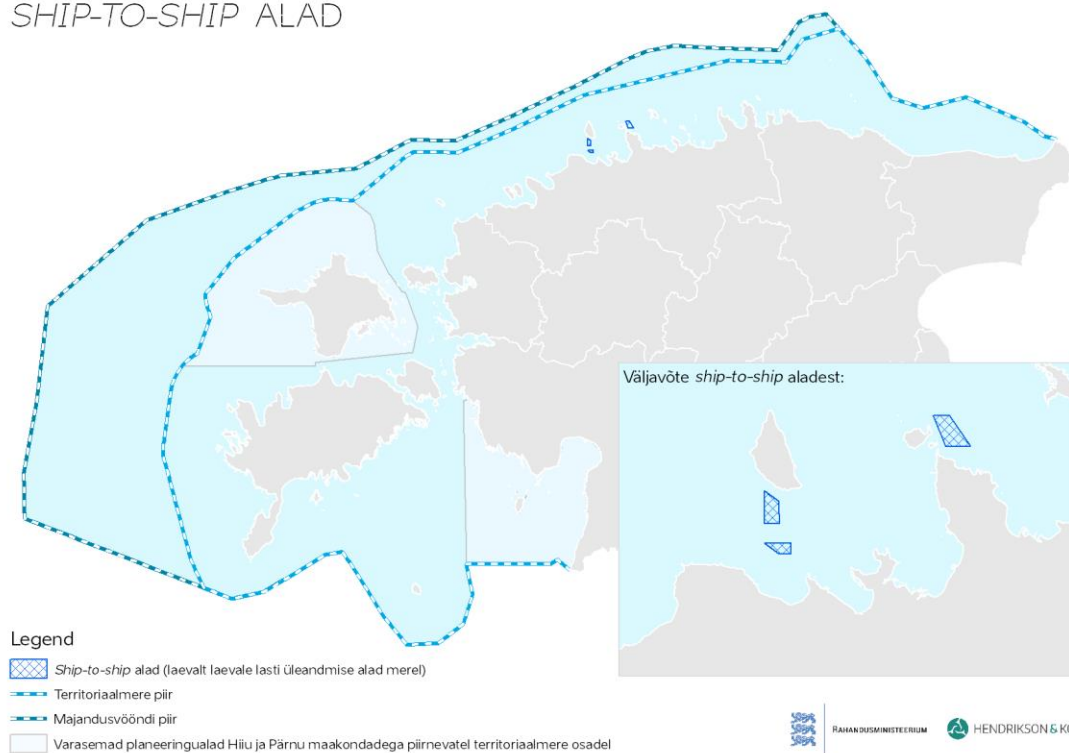 SHIP-TO-SHIP ALAD
Väljavõte ship-to-ship aladest:
Legend
Ship-to-ship alad (laevalt laevale lasti üleandmise alad merel)
Territoriaalmere piir
Majandusvööndi piir
Varasemad planeeringualad Hiiu ja Pärnu maakondadega piirnevatel territoriaalmere osadel
RAHANDUSMINISTEERIUM
HENDRIKSON & KO